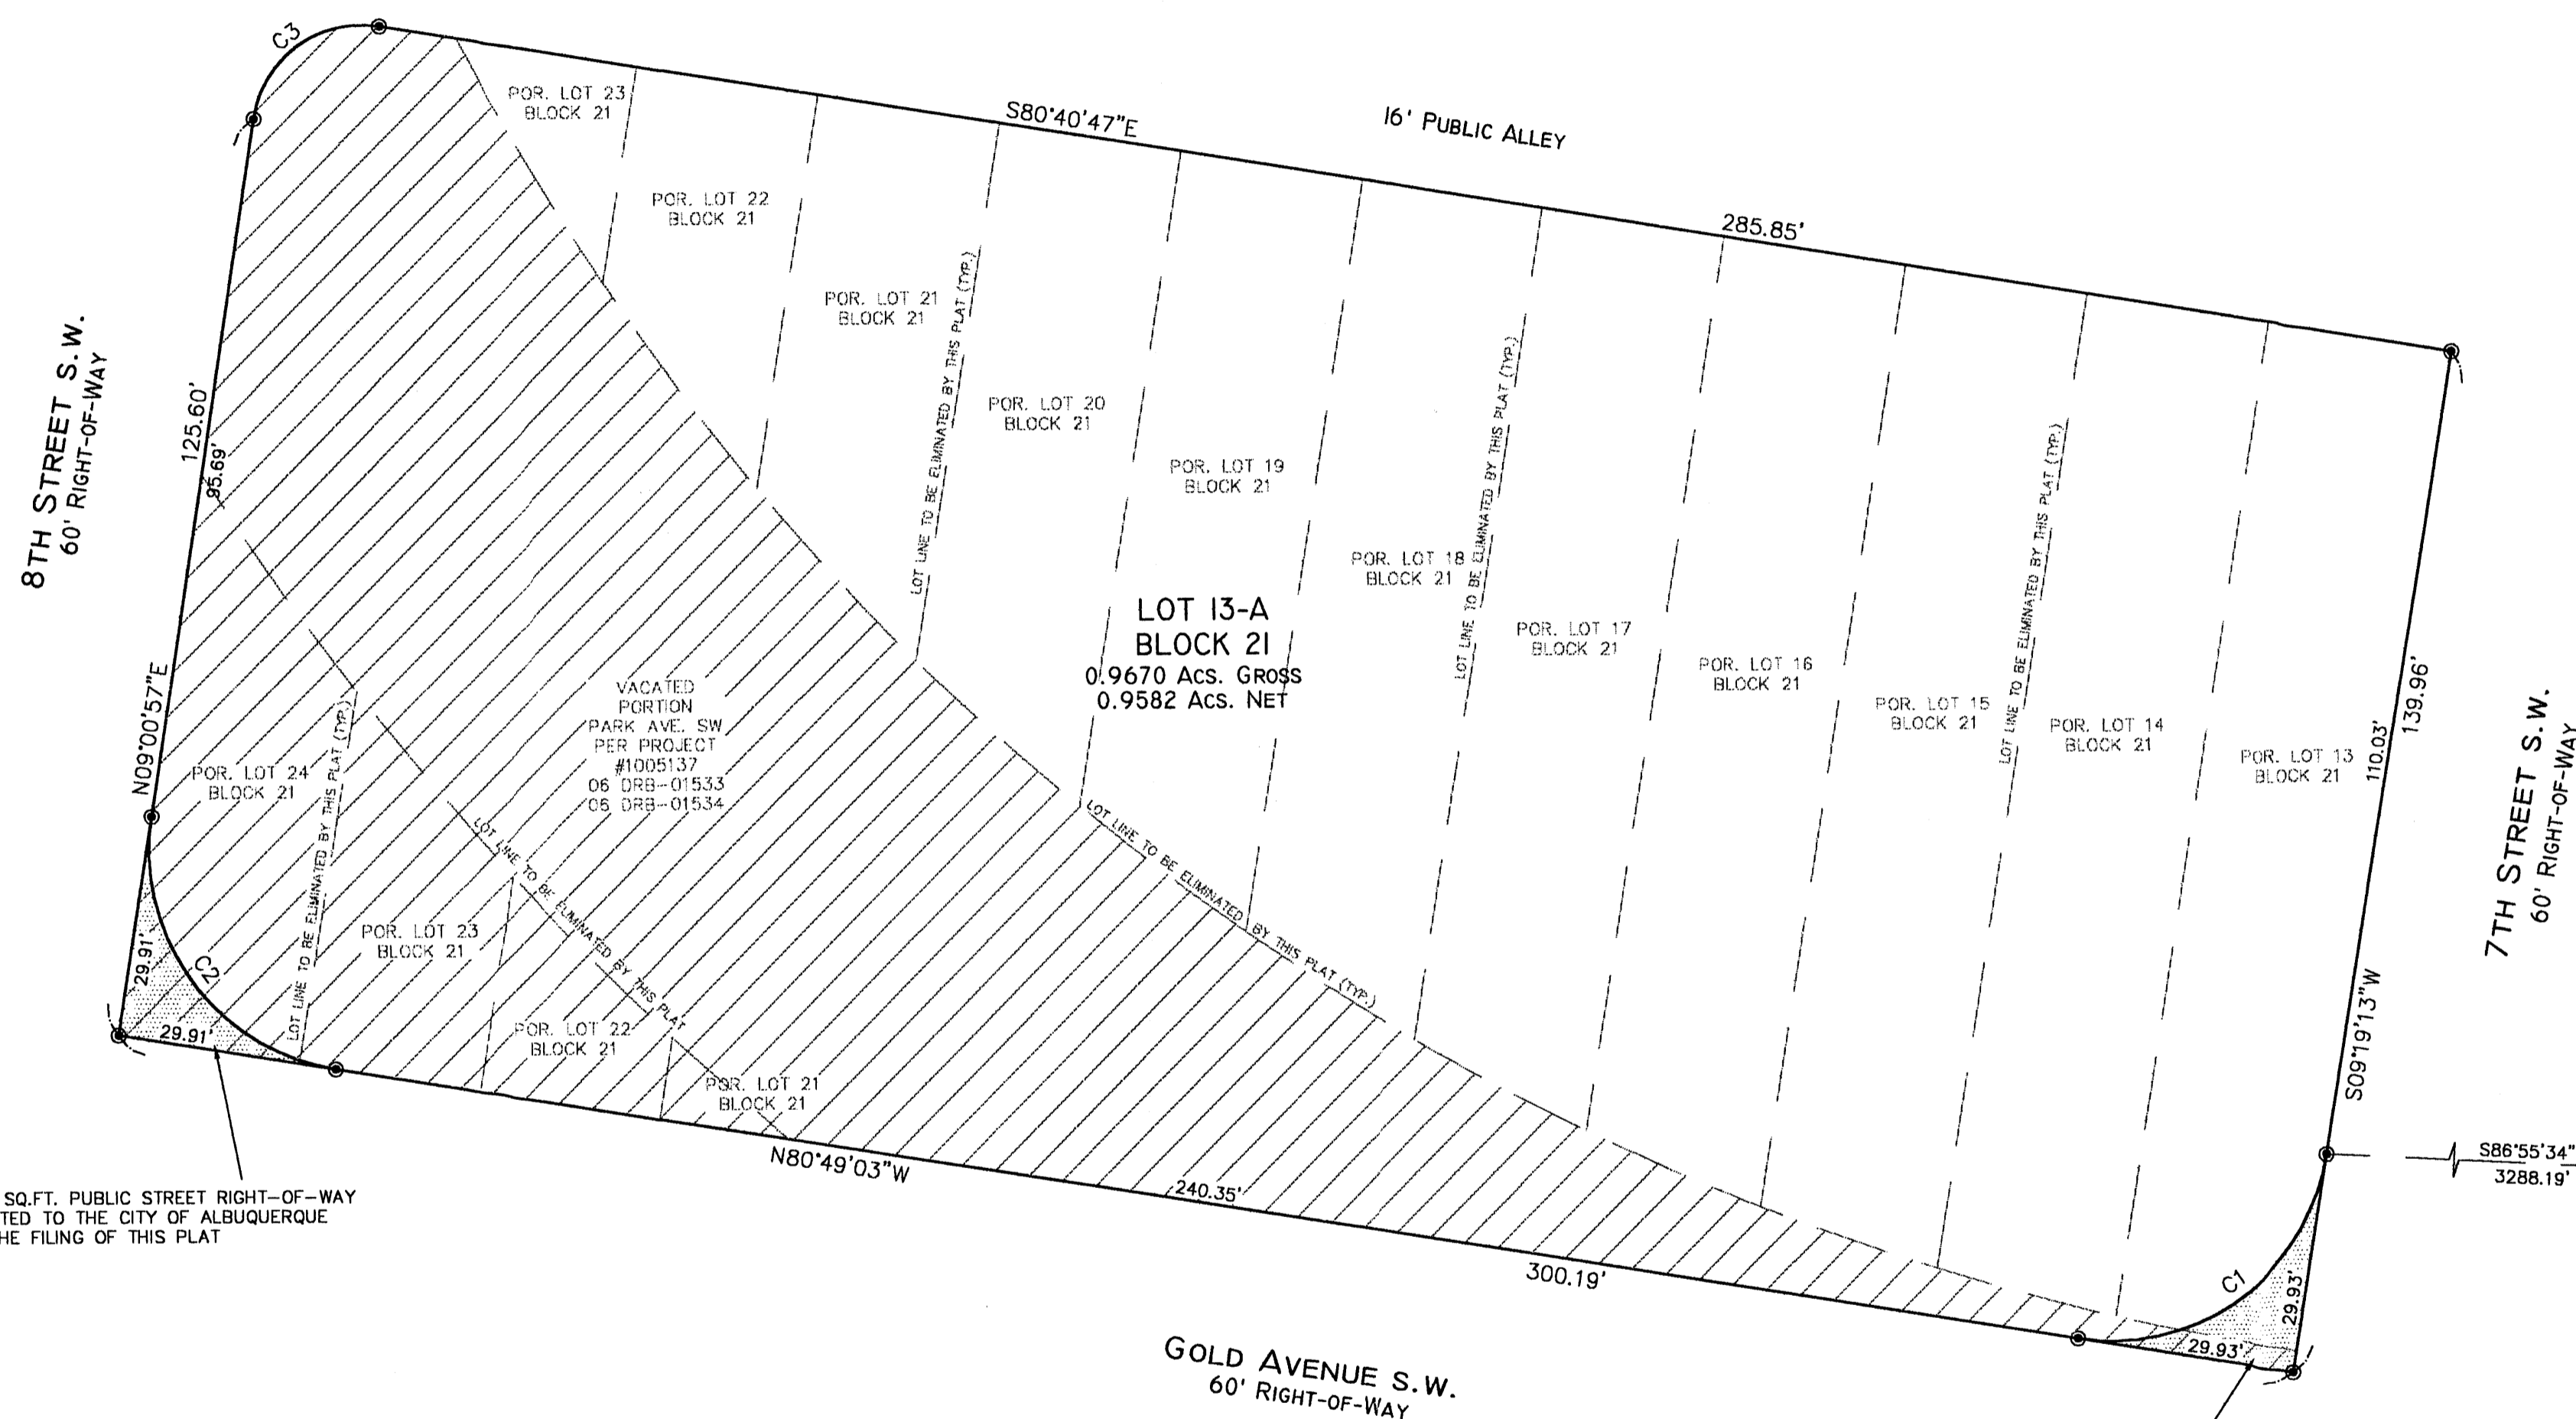 C3
POR. LOT 23
BLOCK 21
S80°40'47"E
16' PUBLIC ALLEY
POR. LOT 22
BLOCK 21
285.85'
POR. LOT 21
BLOCK 21
LOT LINE TO BE ELIMINATED BY THIS PLAT (TYP.)
8TH STREET S.W.
60' RIGHT-OF-WAY
125.60'
95.69'
N09°00'57"E
POR. LOT 20
BLOCK 21
POR. LOT 19
BLOCK 21
POR. LOT 18
BLOCK 21
LOT LINE TO BE ELIMINATED BY THIS PLAT (TYP.)
LOT 13-A
BLOCK 21
0.9670 ACS. GROSS
0.9582 ACS. NET
POR. LOT 17
BLOCK 21
POR. LOT 16
BLOCK 21
POR. LOT 15
BLOCK 21
LOT LINE TO BE ELIMINATED BY THIS PLAT (TYP.)
POR. LOT 14
BLOCK 21
POR. LOT 13
BLOCK 21
110.03'
139.96'
S09°19'13"W
7TH STREET S.W.
60' RIGHT-OF-WAY
VACATED
PORTION
PARK AVE. SW
PER PROJECT
#1005137
06 DRB-01533
06 DRB-01534
POR. LOT 24
BLOCK 21
LOT LINE TO BE ELIMINATED BY THIS PLAT (TYP.)
LOT LINE TO BE ELIMINATED BY THIS PLAT
LOT LINE TO BE ELIMINATED BY THIS PLAT (TYP.)
POR. LOT 23
BLOCK 21
29.91'
C2
29.91'
POR. LOT 22
BLOCK 21
POR. LOT 21
BLOCK 21
N80°49'03"W
240.35'
300.19'
S86°55'34"
3288.19'
C1
29.93'
29.93'
SQ.FT. PUBLIC STREET RIGHT-OF-WAY
TED TO THE CITY OF ALBUQUERQUE
HE FILING OF THIS PLAT
GOLD AVENUE S.W.
60' RIGHT-OF-WAY